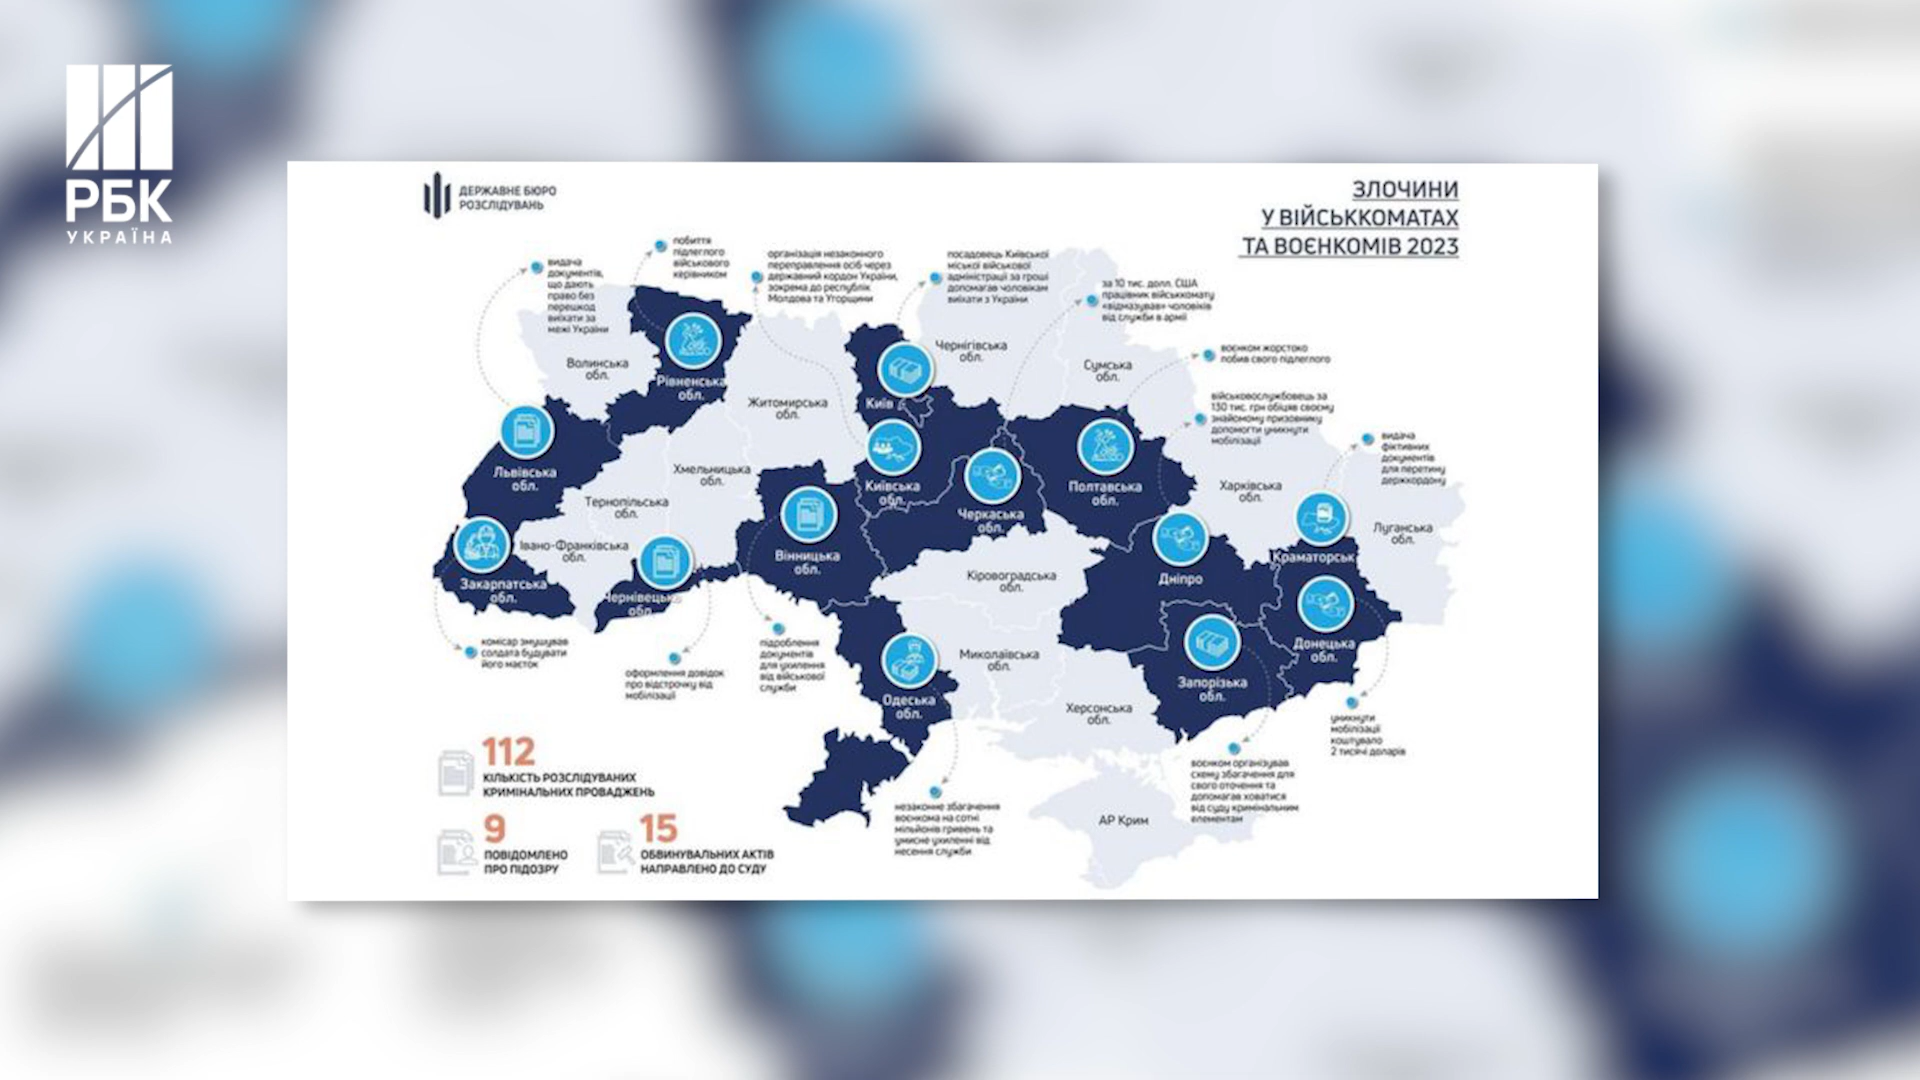 РБК
УКРАЇНА
ДЕРЖАВНЕ БЮРО
РОЗСЛІДУВАНЬ
ЗЛОЧИНИ
У ВІЙСЬККОМАТАХ
ТА ВОЄНКОМІВ 2023
видача
документів,
що дають
право без
перешкод
виїхати за
межі України
побиття
підлеглого
військового
керівником
організація незаконного
переправлення осіб через
державний кордон України,
зокрема до республік
Молдова та Угорщини
посадовець Київської
міської військової
адміністрації за гроші
допомагав чоловікам
виїхати з України
за 10 тис. долл. США
працівник військкомату
«відмазував» чоловіків
від служби в армії
воєнком жорстоко
побив свого підлеглого
військовослужбовець за
130 тис. грн обіцяв своєму
знайомому призовнику
допомогти уникнути
мобілізації
видача
фіктивних
документів
для перетину
держкордону
Волинська
обл.
Рівненська
обл.
Житомирська
обл.
Київ
Чернігівська
обл.
Сумська
обл.
Львівська
обл.
Тернопільська
обл.
Хмельницька
обл.
Київська
обл.
Черкаська
обл.
Полтавська
обл.
Харківська
обл.
Луганська
обл.
Закарпатська
обл.
Івано-Франківська
обл.
Чернівецька
обл.
Вінницька
обл.
Кіровоградська
обл.
Дніпро
Краматорськ
Донецька
обл.
Одеська
обл.
Миколаївська
обл.
Херсонська
обл.
Запорізька
обл.
АР Крим
комісар змушував
солдата будувати
його маєток
оформлення довідок
про відстрочку від
мобілізації
підроблення
документів
для ухилення
від військової
служби
незаконне збагачення
воєнкома на сотні
мільйонів гривень та
умисне ухиленні від
несення служби
воєнком організував
схему збагачення для
свого оточення та
допомагав ховатися
від суду кримінальним
елементам
уникнути
мобілізації
коштувало
2 тисячі доларів
112
КІЛЬКІСТЬ РОЗСЛІДУВАНИХ
КРИМІНАЛЬНИХ ПРОВАДЖЕНЬ
9
ПОВІДОМЛЕНО
ПРО ПІДОЗРУ
15
ОБВИНУВАЛЬНИХ АКТІВ
НАПРАВЛЕНО ДО СУДУ